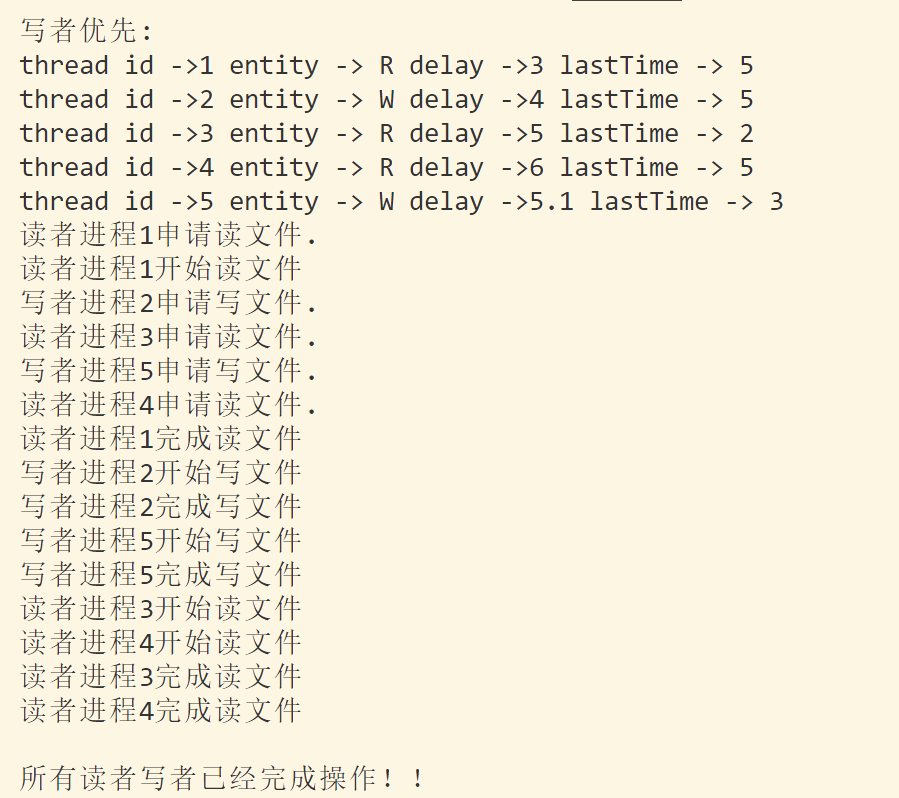 写者优先:
thread id ->1 entity -> R delay ->3 lastTime -> 5
thread id ->2 entity -> W delay ->4 lastTime -> 5
thread id ->3 entity -> R delay ->5 lastTime -> 2
thread id ->4 entity -> R delay ->6 lastTime -> 5
thread id ->5 entity -> W delay ->5.1 lastTime -> 3
读者进程1申请读文件.
读者进程1开始读文件
写者进程2申请写文件.
读者进程3申请读文件.
写者进程5申请写文件.
读者进程4申请读文件.
读者进程1完成读文件
写者进程2开始写文件
写者进程2完成写文件
写者进程5开始写文件
写者进程5完成写文件
读者进程3开始读文件
读者进程4开始读文件
读者进程3完成读文件
读者进程4完成读文件
所有读者写者已经完成操作！！